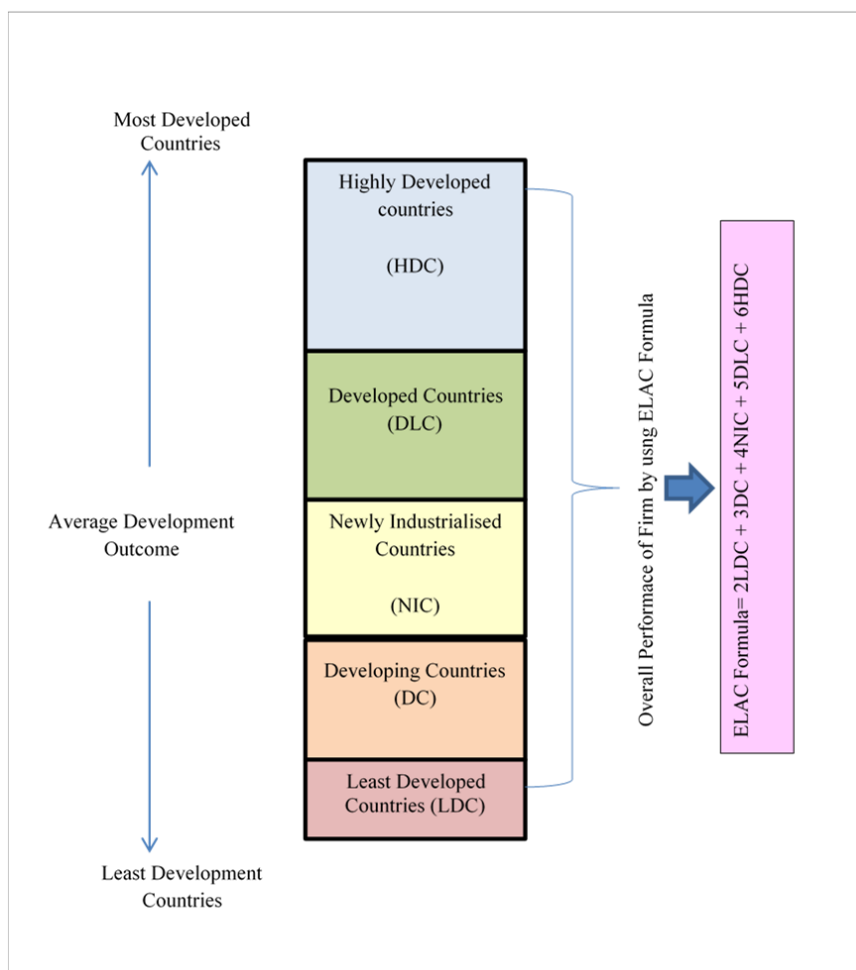 Most Developed
Countries
Highly Developed
countries
(HDC)
Developed Countries
(DLC)
Average Development
Outcome
Newly Industrialised
Countries
(NIC)
Developing Countries
(DC)
Least Developed
Countries (LDC)
Least Development
Countries
Overall Performace of Firm by usng ELAC Formula
ELAC Formula= 2LDC + 3DC + 4NIC + 5DLC + 6HDC